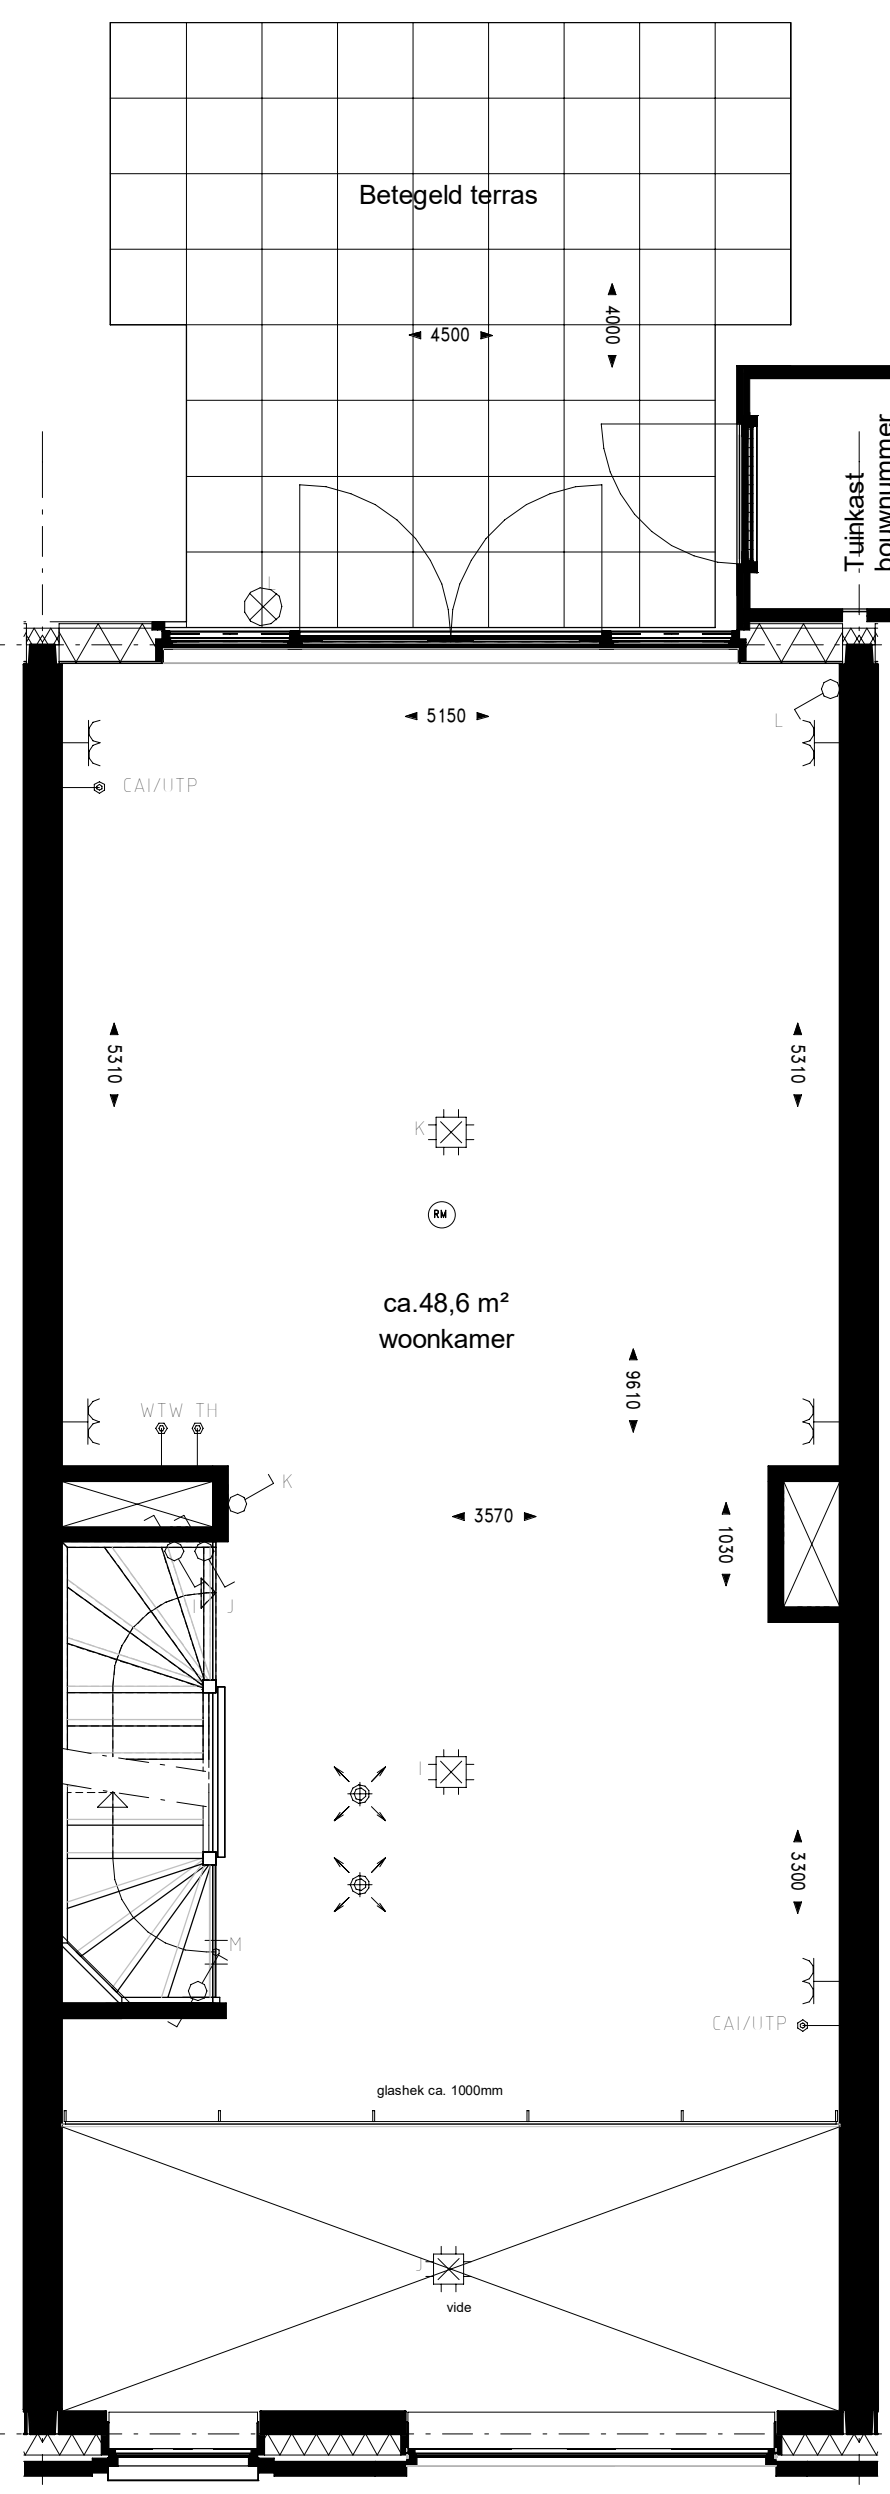 Betegeld terras
4500
4000
Tuinkast
bouwnummer
L
5150
L
CAI/UTP
5310
5310
K
RM
ca.48,6 m²
woonkamer
9610
WTW TH
K
3570
1030
I
J
I
3300
M
CAI/UTP
glashek ca. 1000mm
J
vide